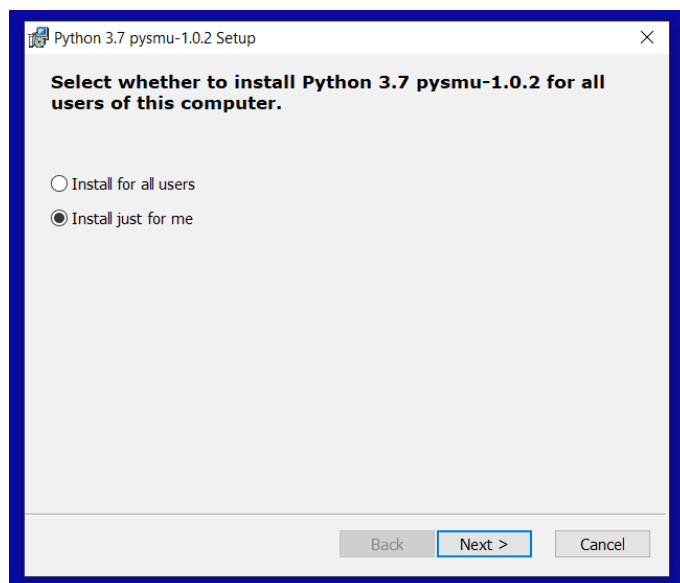 Python 3.7 pysmu-1.0.2 Setup
Select whether to install Python 3.7 pysmu-1.0.2 for all
users of this computer.
Install for all users
Install just for me
Back
Next >
Cancel